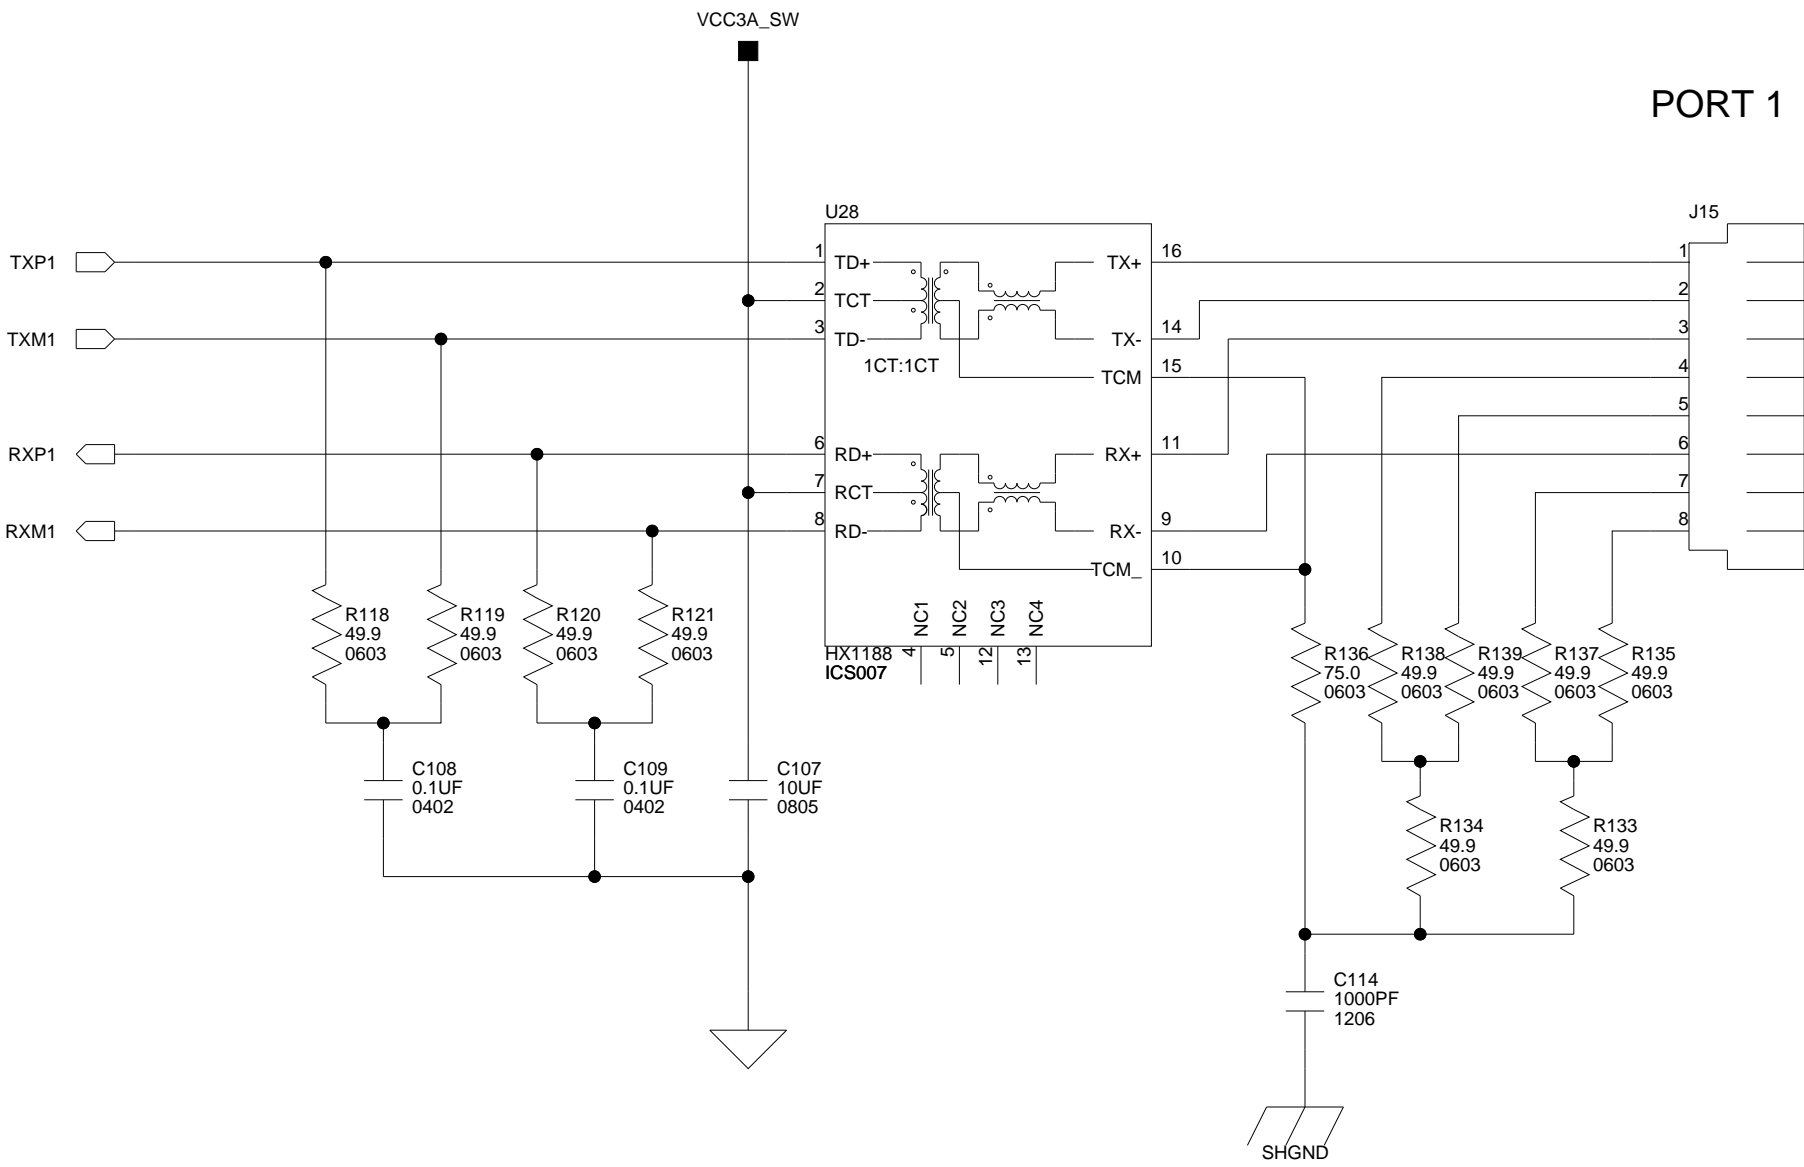 VCC3A_SW
PORT 1
U28
J15
TXP1
1
TD+
TX+
16
1
2
TCT
2
TXM1
3
TD-
TX-
14
3
1CT:1CT
TCM
15
4
5
RXP1
6
RD+
RX+
11
6
7
RCT
7
RXM1
8
RD-
RX-
9
8
TCM_
10
NC1
NC2
NC3
NC4
4
5
12
13
HX1188
ICS007
R118
49.9
0603
R119
49.9
0603
R120
49.9
0603
R121
49.9
0603
R136
75.0
0603
R138
49.9
0603
R139
49.9
0603
R137
49.9
0603
R135
49.9
0603
C108
0.1UF
0402
C109
0.1UF
0402
C107
10UF
0805
R134
49.9
0603
R133
49.9
0603
C114
1000PF
1206
SHGND